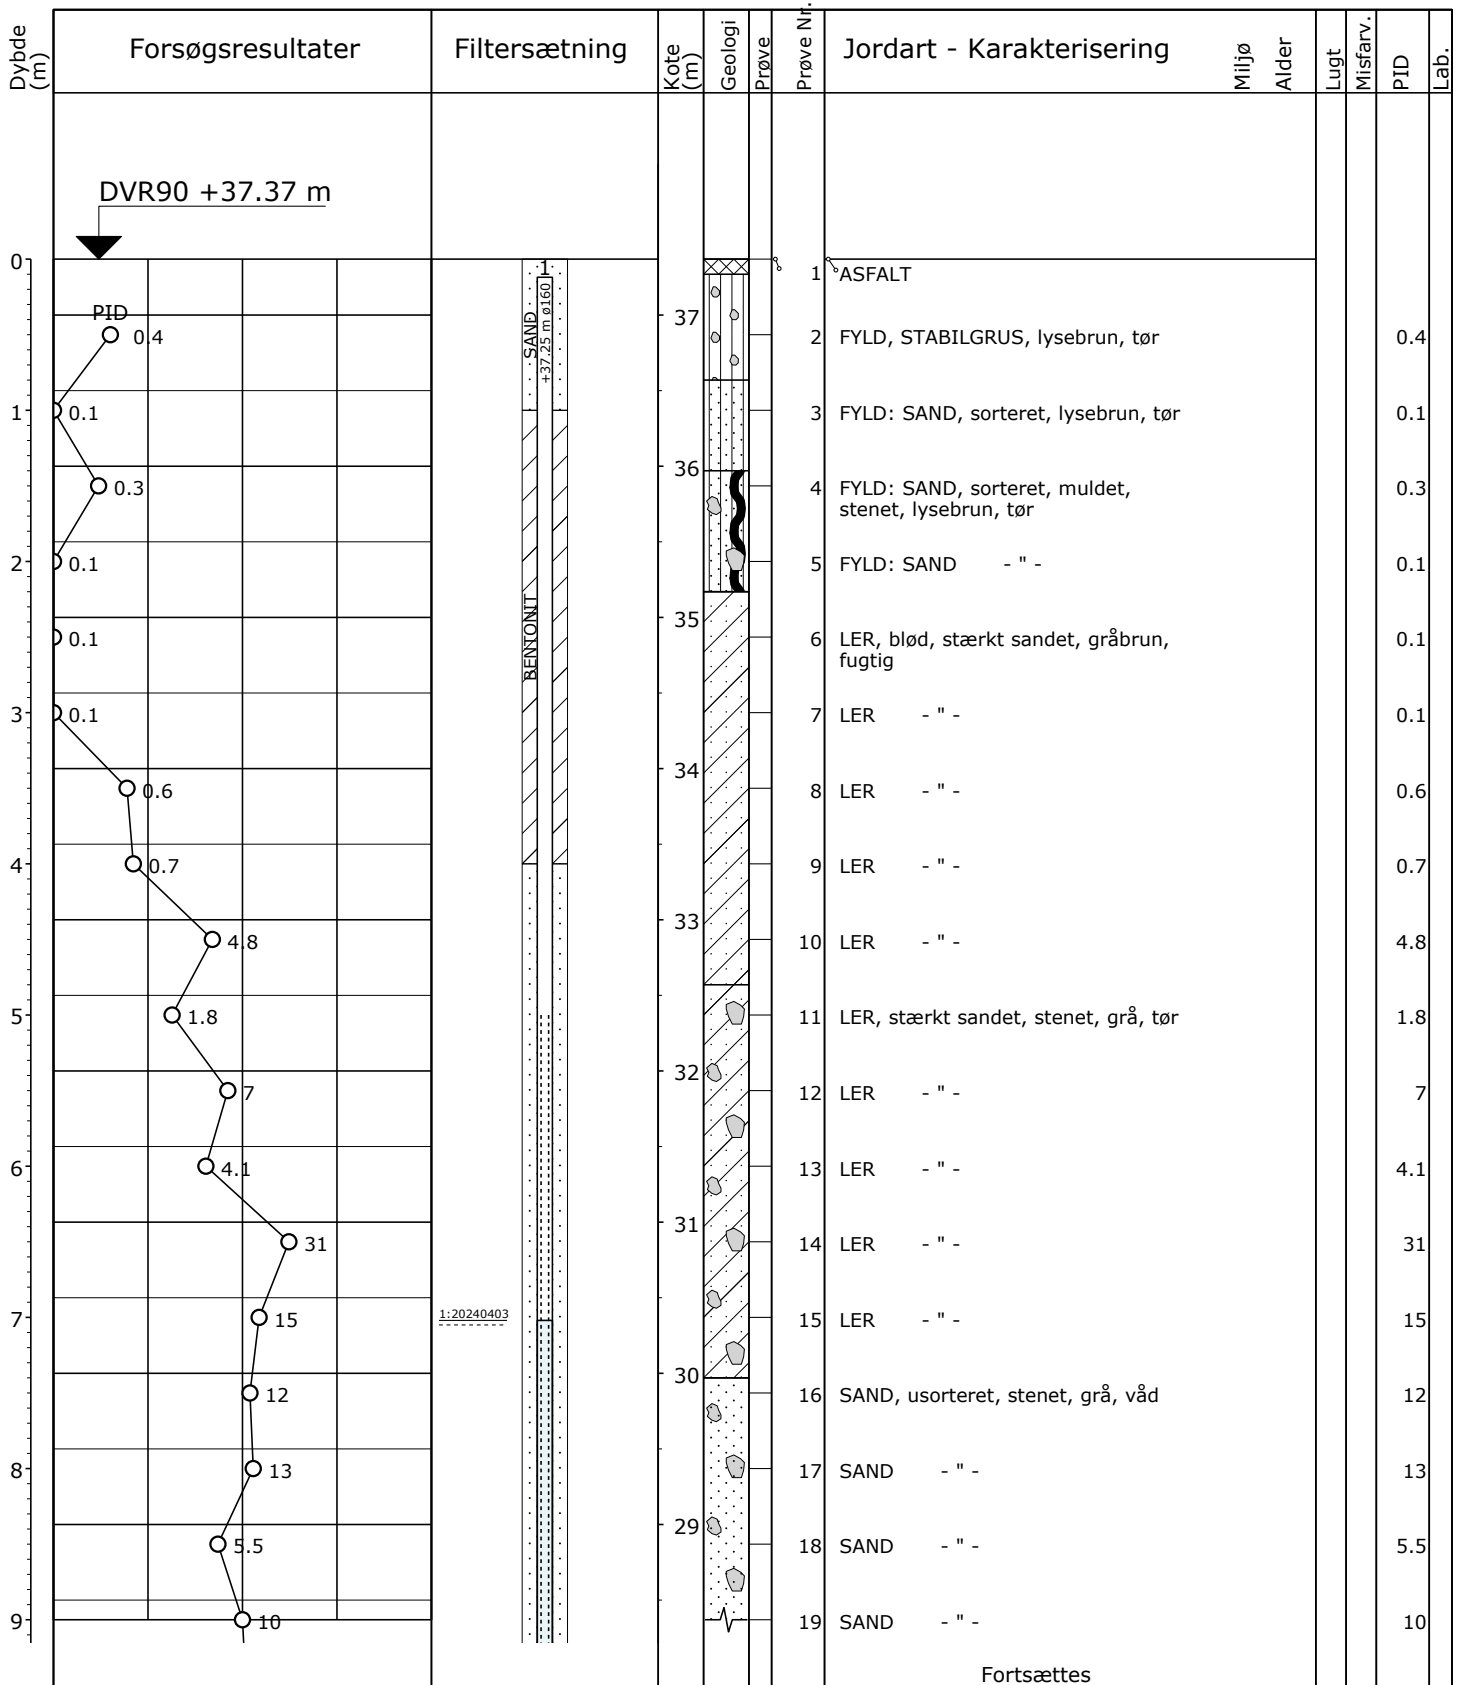 Dybde (m)
Forsøgsresultater
Filtersætning
Kote (m)
Geologi
Prøve
Prøve Nr.
Jordart - Karakterisering
Miljø
Alder
Lugt
Misfarv.
PID
Lab.
DVR90 +37.37 m
0
1
2
3
4
5
6
7
8
9
PID
0.4
0.1
0.3
0.1
0.1
0.1
0.6
0.7
4.8
1.8
7
4.1
31
15
12
13
5.5
10
1
SAND
+37.25 m ø160
BENTONIT
1:20240403
37
36
35
34
33
32
31
30
29
1 ASFALT
2 FYLD, STABILGRUS, lysebrun, tør 0.4
3 FYLD: SAND, sorteret, lysebrun, tør 0.1
4 FYLD: SAND, sorteret, muldet, 0.3
stenet, lysebrun, tør
5 FYLD: SAND - " - 0.1
6 LER, blød, stærkt sandet, gråbrun, 0.1
fugtig
7 LER - " - 0.1
8 LER - " - 0.6
9 LER - " - 0.7
10 LER - " - 4.8
11 LER, stærkt sandet, stenet, grå, tør 1.8
12 LER - " - 7
13 LER - " - 4.1
14 LER - " - 31
15 LER - " - 15
16 SAND, usorteret, stenet, grå, våd 12
17 SAND - " - 13
18 SAND - " - 5.5
19 SAND - " - 10
Fortsættes